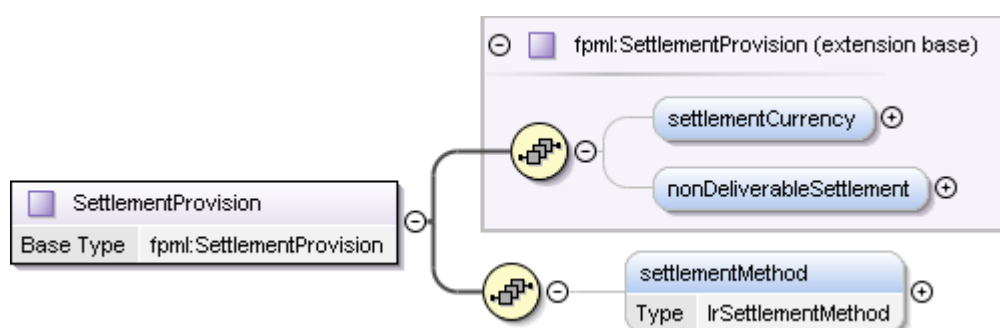 fpml:SettlementProvision (extension base)
settlementCurrency
nonDeliverableSettlement
SettlementProvision
Base Type fpml:SettlementProvision
settlementMethod
Type IrSettlementMethod